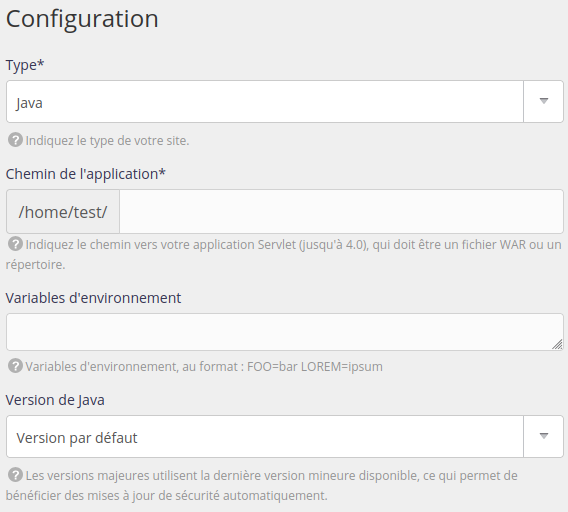 Configuration
Type*
Java
? Indiquez le type de votre site.
Chemin de l'application*
/home/test/
? Indiquez le chemin vers votre application Servlet (jusqu'à 4.0), qui doit être un fichier WAR ou un
répertoire.
Variables d'environnement
? Variables d'environnement, au format : FOO=bar LOREM=ipsum
Version de Java
Version par défaut
? Les versions majeures utilisent la dernière version mineure disponible, ce qui permet de
bénéficier des mises à jour de sécurité automatiquement.